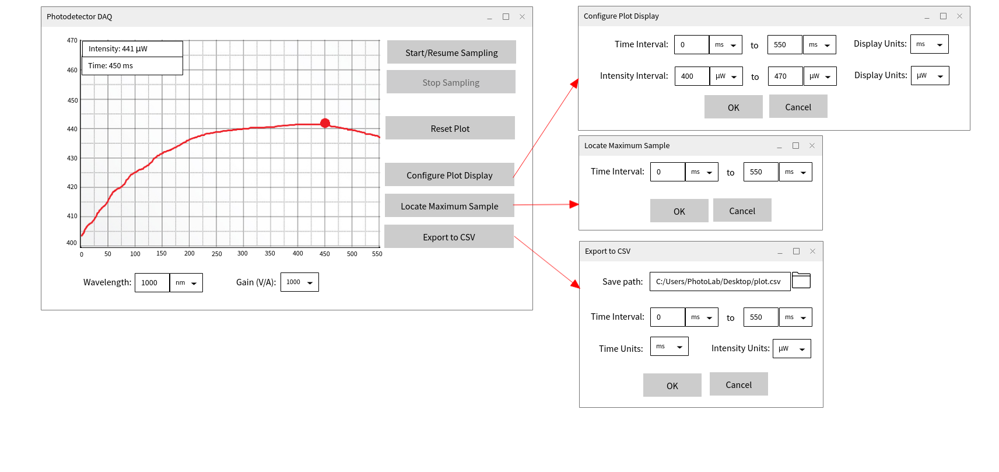 Photodetector DAQ
470
460
450
440
430
420
410
400
Intensity: 441 µW
Time: 450 ms
0 50 100 150 200 250 300 350 400 450 500 550
Wavelength: 1000 nm
Gain (V/A): 1000
Start/Resume Sampling
Stop Sampling
Reset Plot
Configure Plot Display
Locate Maximum Sample
Export to CSV
Configure Plot Display
Time Interval: 0 ms to 550 ms Display Units: ms
Intensity Interval: 400 µW to 470 µW Display Units: µW
OK Cancel
Locate Maximum Sample
Time Interval: 0 ms to 550 ms
OK Cancel
Export to CSV
Save path: C:/Users/PhotoLab/Desktop/plot.csv
Time Interval: 0 ms to 550 ms
Time Units: ms Intensity Units: µW
OK Cancel